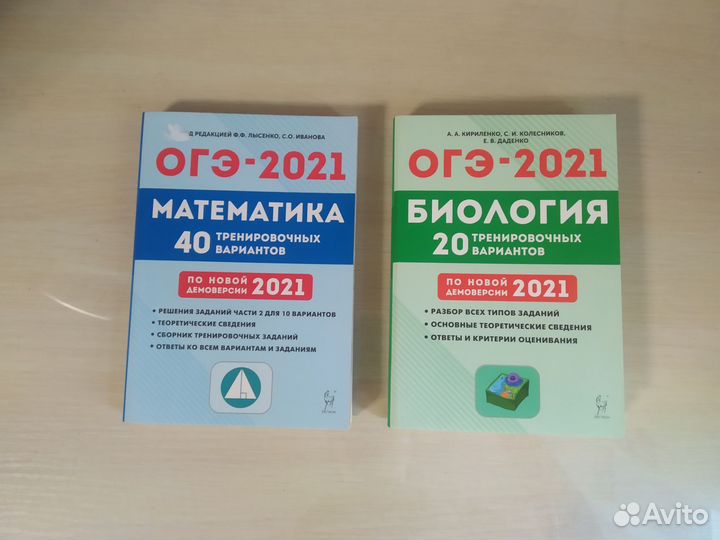 Д РЕДАКЦИЕЙ Ф.Ф. ЛЫСЕНКО, С.О. ИВАНОВА
ОГЭ-2021
МАТЕМАТИКА
40 ТРЕНИРОВОЧНЫХ
ВАРИАНТОВ
ПО НОВОЙ
ДЕМОВЕРСИИ 2021
• РЕШЕНИЯ ЗАДАНИЙ ЧАСТИ 2 ДЛЯ 10 ВАРИАНТОВ
• ТЕОРЕТИЧЕСКИЕ СВЕДЕНИЯ
• СБОРНИК ТРЕНИРОВОЧНЫХ ЗАДАНИЙ
• ОТВЕТЫ КО ВСЕМ ВАРИАНТАМ И ЗАДАНИЯМ
А. А. КИРИЛЕНКО, С. И. КОЛЕСНИКОВ,
Е. В. ДАДЕНКО
ОГЭ-2021
БИОЛОГИЯ
20 ТРЕНИРОВОЧНЫХ
ВАРИАНТОВ
ПО НОВОЙ
ДЕМОВЕРСИИ 2021
• РАЗБОР ВСЕХ ТИПОВ ЗАДАНИЙ
• ОСНОВНЫЕ ТЕОРЕТИЧЕСКИЕ СВЕДЕНИЯ
• ОТВЕТЫ И КРИТЕРИИ ОЦЕНИВАНИЯ
Avito